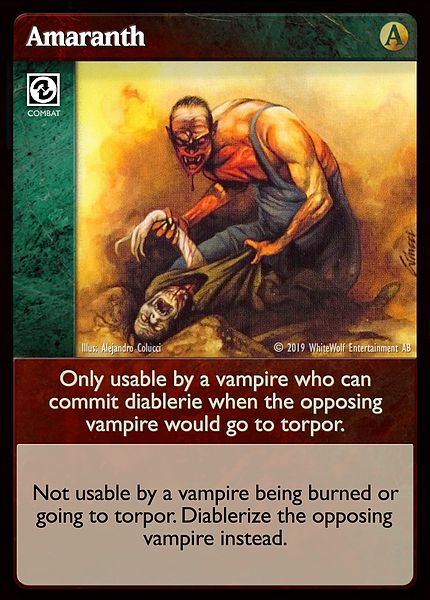 Amaranth
A
COMBAT
Illus: Alejandro Colucci
© 2019 WhiteWolf Entertainment AB
Only usable by a vampire who can
commit diablerie when the opposing
vampire would go to torpor.
Not usable by a vampire being burned or
going to torpor. Diablerize the opposing
vampire instead.